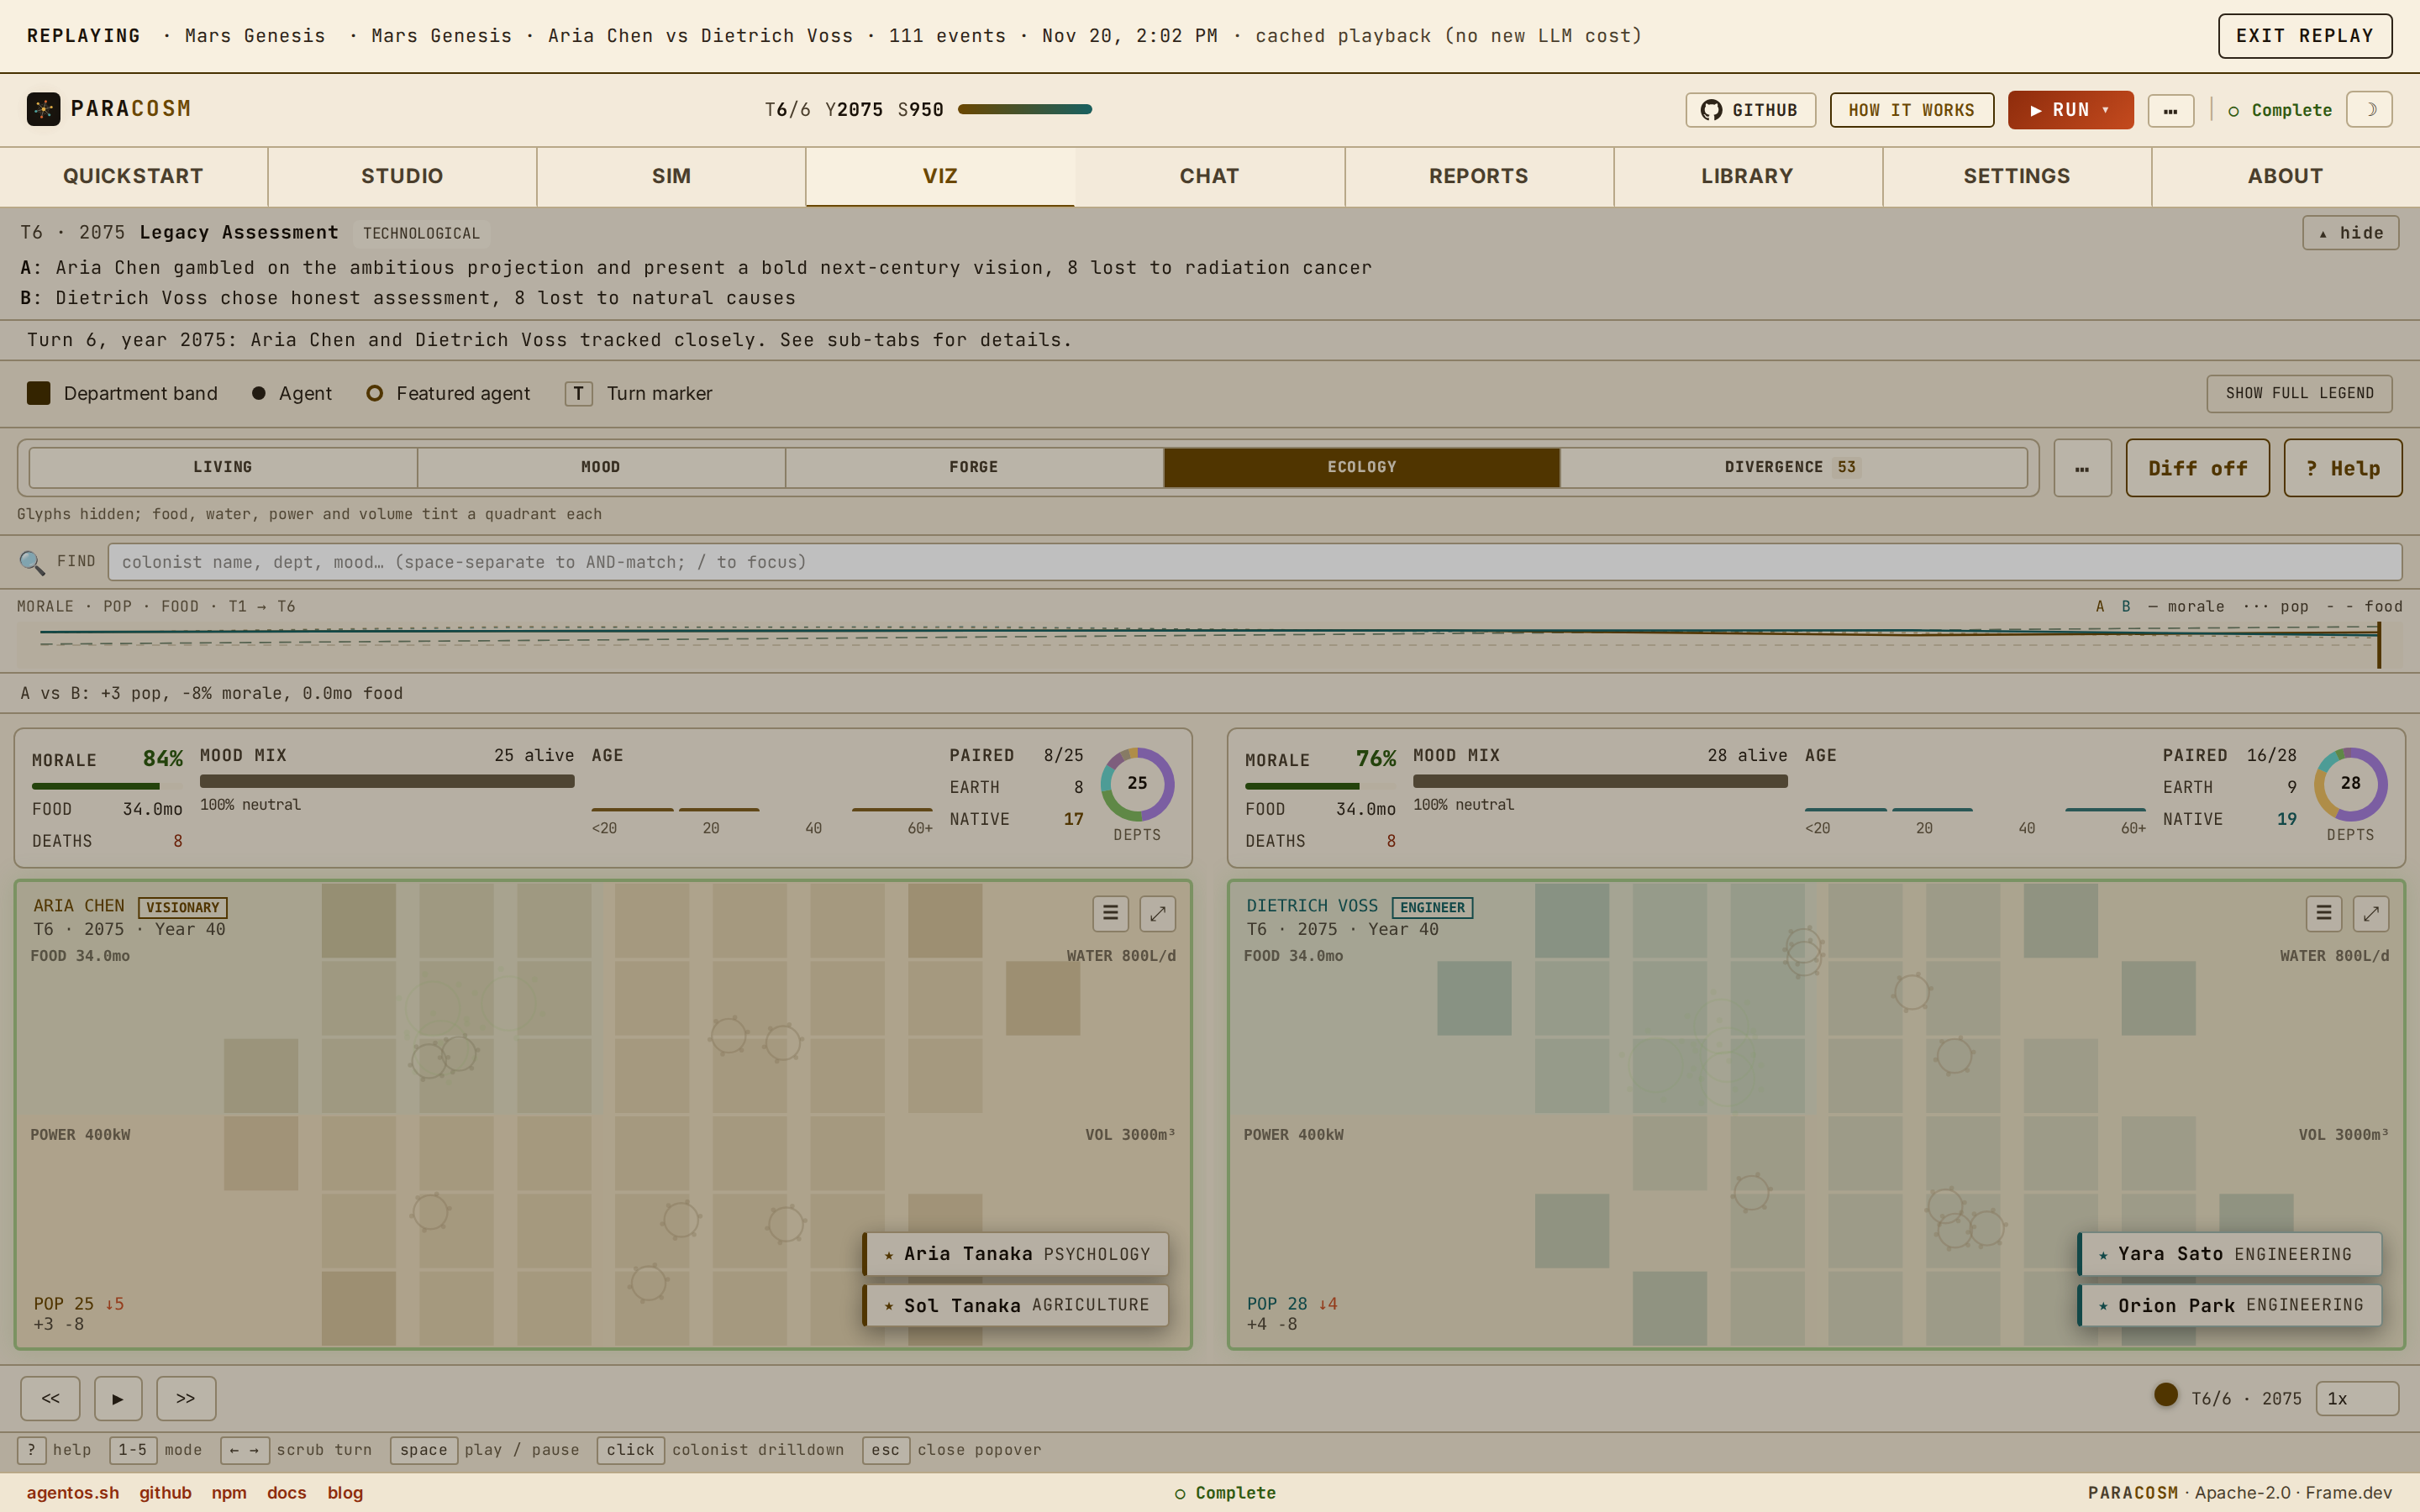 REPLAYING · Mars Genesis · Mars Genesis · Aria Chen vs Dietrich Voss · 111 events · Nov 20, 2:02 PM · cached playback (no new LLM cost) EXIT REPLAY
PARACOSM T6/6 Y2075 S950 GITHUB HOW IT WORKS ▶ RUN ▾ … ○ Complete
QUICKSTART STUDIO SIM VIZ CHAT REPORTS LIBRARY SETTINGS ABOUT
T6 · 2075 Legacy Assessment TECHNOLOGICAL ▴ hide
A: Aria Chen gambled on the ambitious projection and present a bold next-century vision, 8 lost to radiation cancer
B: Dietrich Voss chose honest assessment, 8 lost to natural causes
Turn 6, year 2075: Aria Chen and Dietrich Voss tracked closely. See sub-tabs for details.
Department band Agent Featured agent T Turn marker SHOW FULL LEGEND
LIVING MOOD FORGE ECOLOGY DIVERGENCE 53 … Diff off ? Help
Glyphs hidden; food, water, power and volume tint a quadrant each
FIND colonist name, dept, mood… (space-separate to AND-match; / to focus)
MORALE · POP · FOOD · T1 → T6 A B — morale ··· pop - - food
A vs B: +3 pop, -8% morale, 0.0mo food
MORALE 84% MOOD MIX 25 alive AGE PAIRED 8/25
FOOD 34.0mo 100% neutral EARTH 8
DEATHS 8 <20 20 40 60+ NATIVE 17
25 DEPTS
MORALE 76% MOOD MIX 28 alive AGE PAIRED 16/28
FOOD 34.0mo 100% neutral EARTH 9
DEATHS 8 <20 20 40 60+ NATIVE 19
28 DEPTS
ARIA CHEN VISIONARY
T6 · 2075 · Year 40
FOOD 34.0mo WATER 800L/d
POWER 400kW VOL 3000m³
★ Aria Tanaka PSYCHOLOGY
★ Sol Tanaka AGRICULTURE
POP 25 ↓5
+3 -8
DIETRICH VOSS ENGINEER
T6 · 2075 · Year 40
FOOD 34.0mo WATER 800L/d
POWER 400kW VOL 3000m³
★ Yara Sato ENGINEERING
★ Orion Park ENGINEERING
POP 28 ↓4
+4 -8
<< ▶ >> T6/6 · 2075 1x
? help 1-5 mode ← → scrub turn space play / pause click colonist drilldown esc close popover
agentos.sh github npm docs blog ○ Complete PARACOSM · Apache-2.0 · Frame.dev